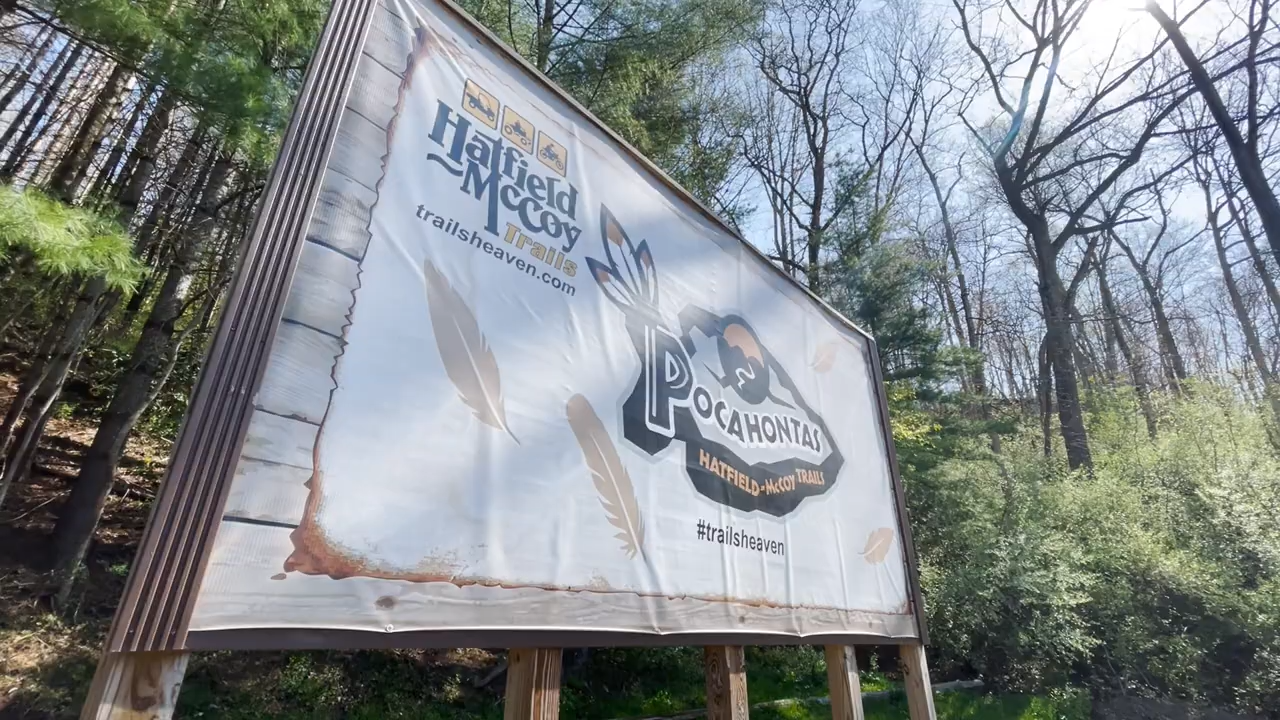 Hatfield
McCoy
Trails
trailsheaven.com
POCAHONTAS
HATFIELD-McCOY TRAILS
#trailsheaven